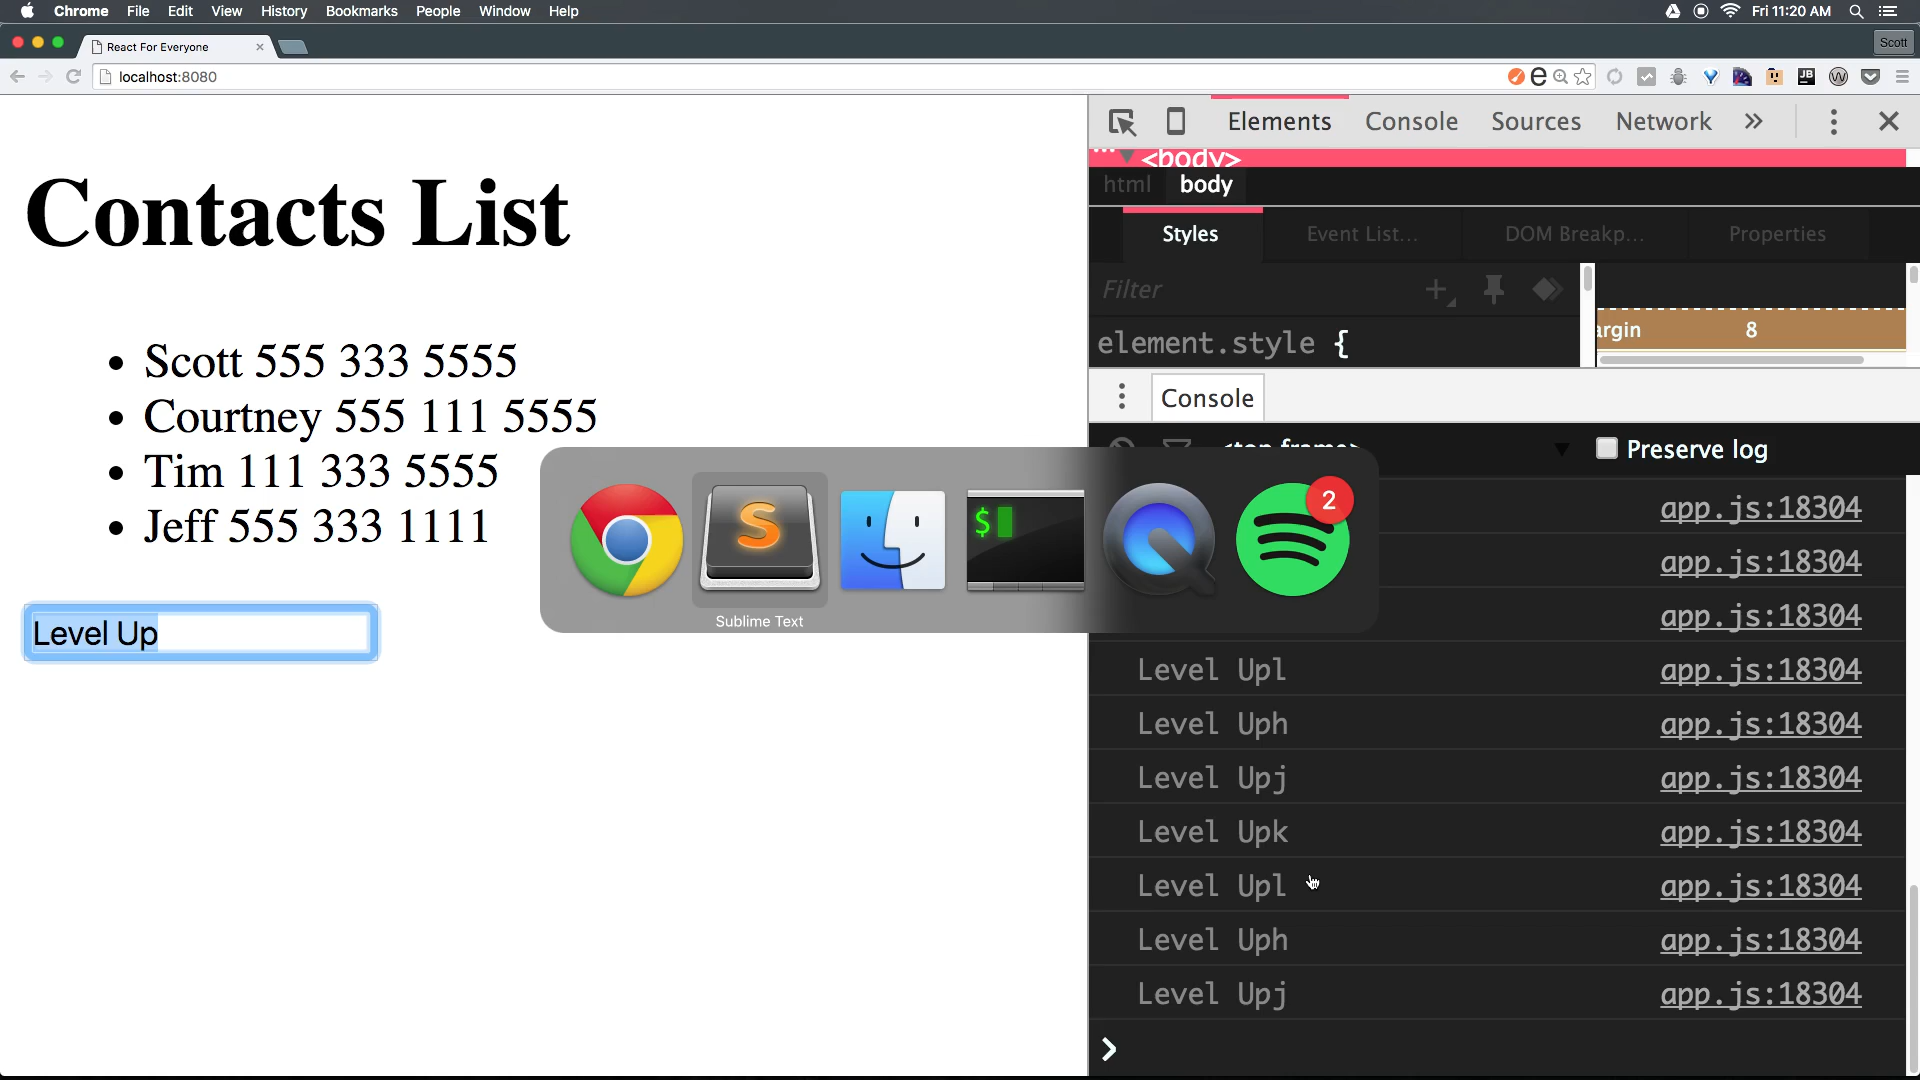 Chrome File Edit View History Bookmarks People Window Help
Fri 11:20 AM
React For Everyone
Scott
localhost:8080
Elements Console Sources Network
<body>
html body
Styles Event List... DOM Breakp... Properties
Filter
element.style {
argin 8
Console
<top frame>
Preserve log
Contacts List
Scott 555 333 5555
Courtney 555 111 5555
Tim 111 333 5555
Jeff 555 333 1111
Level Up
$
S
2
Sublime Text
app.js:18304
app.js:18304
app.js:18304
Level Upl app.js:18304
Level Uph app.js:18304
Level Upj app.js:18304
Level Upk app.js:18304
Level Upl app.js:18304
Level Uph app.js:18304
Level Upj app.js:18304